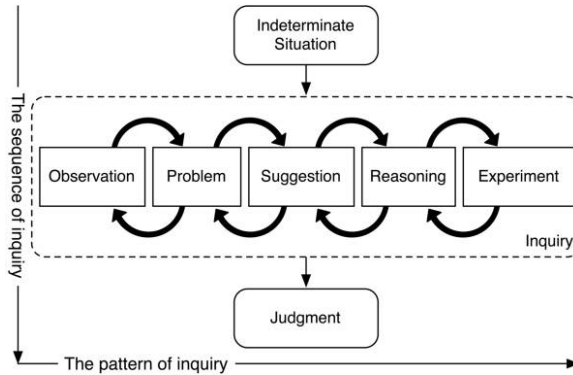 Indeterminate
Situation
The sequence of inquiry
Observation
Problem
Suggestion
Reasoning
Experiment
Inquiry
Judgment
The pattern of inquiry